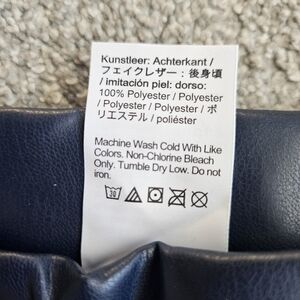 Kunstleer: Achterkant /
フェイクレザー：後身頃
/ imitación piel: dorso:
100% Polyester / Polyester
/ Polyester / Polyester / ポ
リエステル / poliéster
Machine Wash Cold With Like
Colors. Non-Chlorine Bleach
Only. Tumble Dry Low. Do not
iron.
30